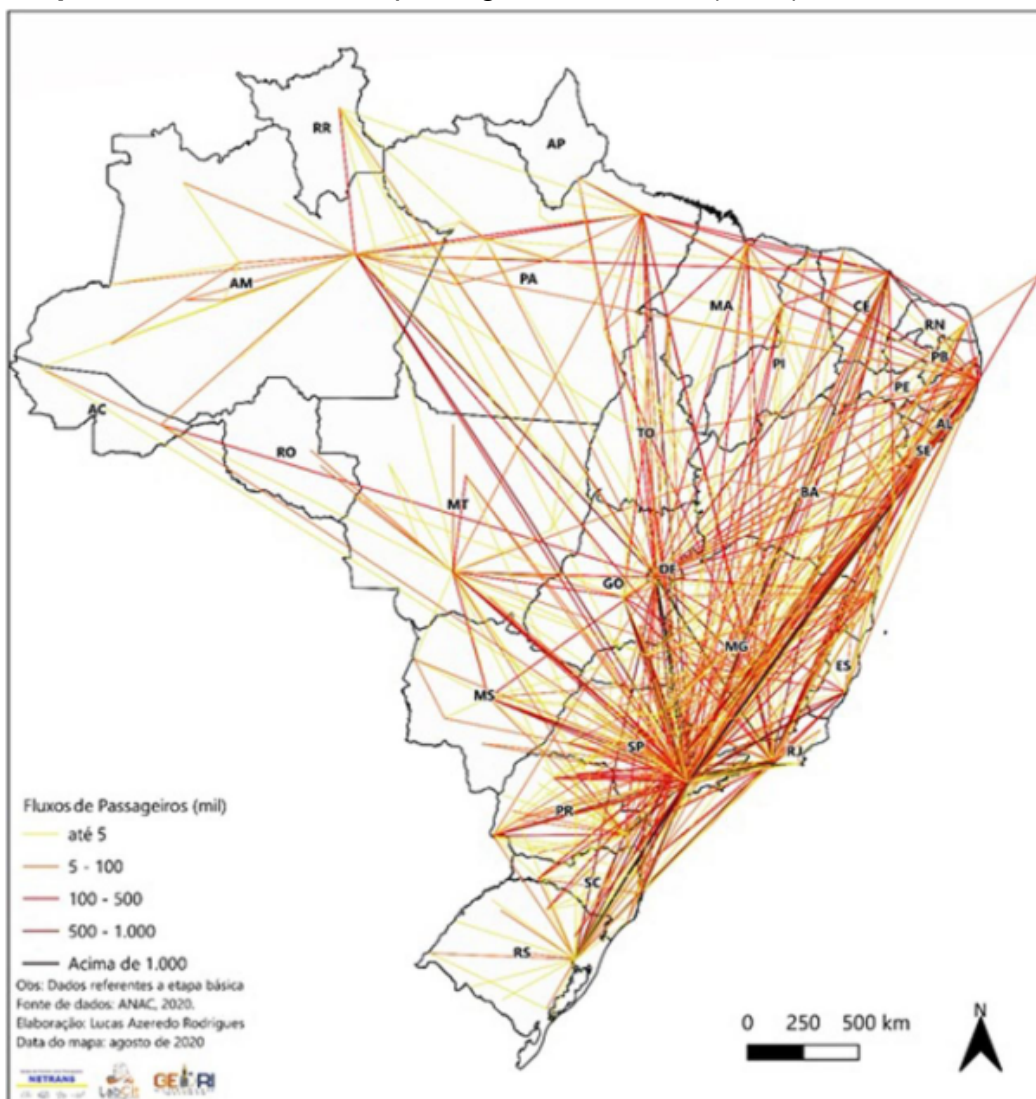 RR
AP
AM
PA
MA
CE
RN
PB
PI
PE
AC
AL
TO
SE
RO
BA
MT
DF
GO
MG
ES
MS
SP
RJ
PR
SC
RS
Fluxos de Passageiros (mil)
até 5
5 - 100
100 - 500
500 - 1.000
Acima de 1.000
Obs: Dados referentes a etapa básica
Fonte de dados: ANAC, 2020.
Elaboração: Lucas Azeredo Rodrigues
Data do mapa: agosto de 2020
0 250 500 km
N
NETRANS
LabCit